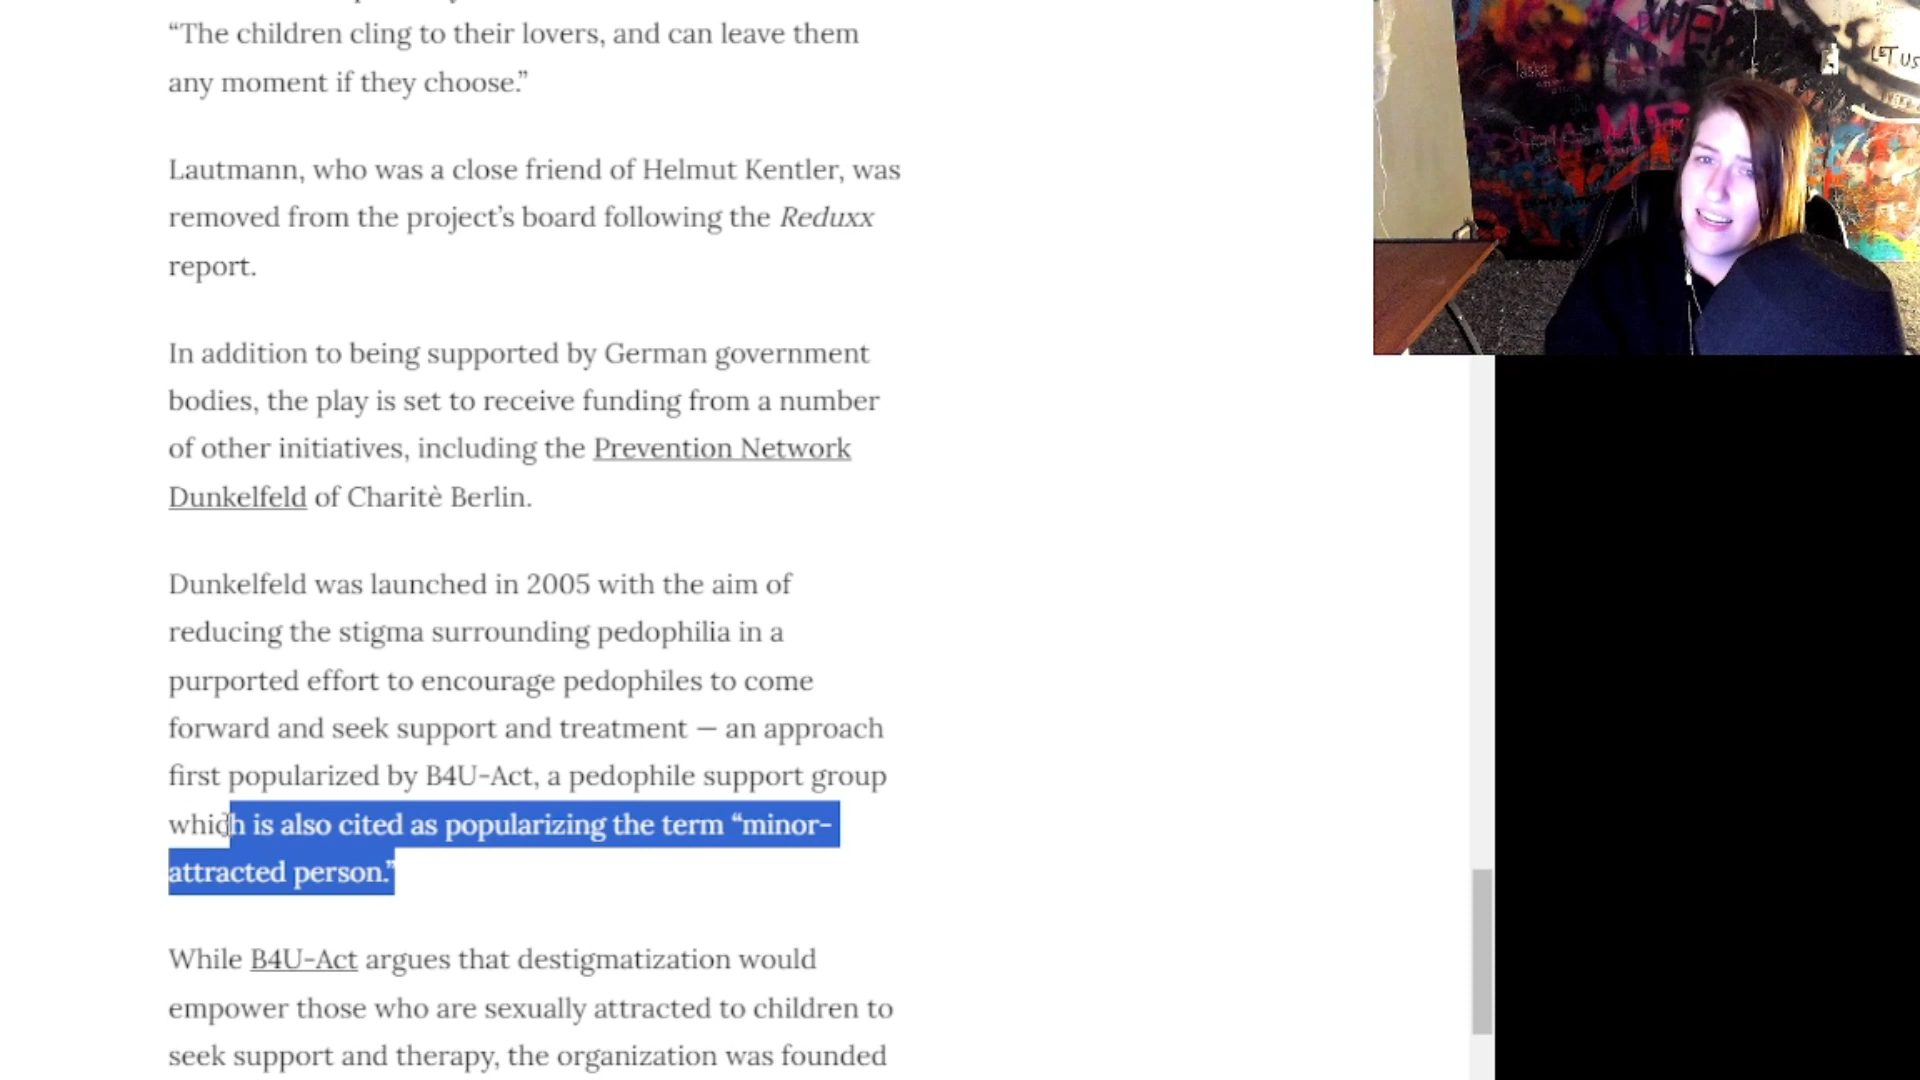 “The children cling to their lovers, and can leave them
any moment if they choose.”
Lautmann, who was a close friend of Helmut Kentler, was
removed from the project’s board following the Reduxx
report.
In addition to being supported by German government
bodies, the play is set to receive funding from a number
of other initiatives, including the Prevention Network
Dunkelfeld of Charitè Berlin.
Dunkelfeld was launched in 2005 with the aim of
reducing the stigma surrounding pedophilia in a
purported effort to encourage pedophiles to come
forward and seek support and treatment — an approach
first popularized by B4U-Act, a pedophile support group
which is also cited as popularizing the term “minor-
attracted person.”
While B4U-Act argues that destigmatization would
empower those who are sexually attracted to children to
seek support and therapy, the organization was founded
LET US